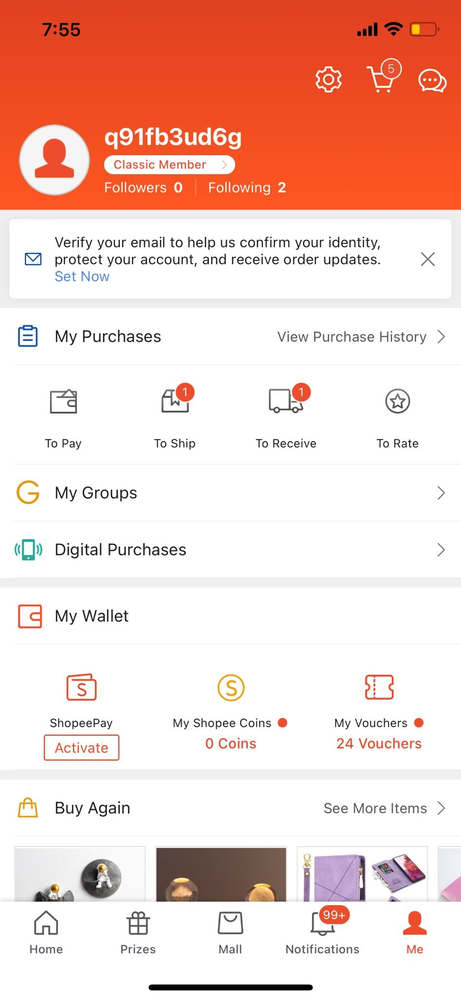 7:55
5
q91fb3ud6g
Classic Member
Followers 0 Following 2
Verify your email to help us confirm your identity,
protect your account, and receive order updates.
Set Now
My Purchases View Purchase History
1 1
To Pay To Ship To Receive To Rate
My Groups
Digital Purchases
My Wallet
S S
ShopeePay My Shopee Coins My Vouchers
Activate 0 Coins 24 Vouchers
Buy Again See More Items
99+
Home Prizes Mall Notifications Me